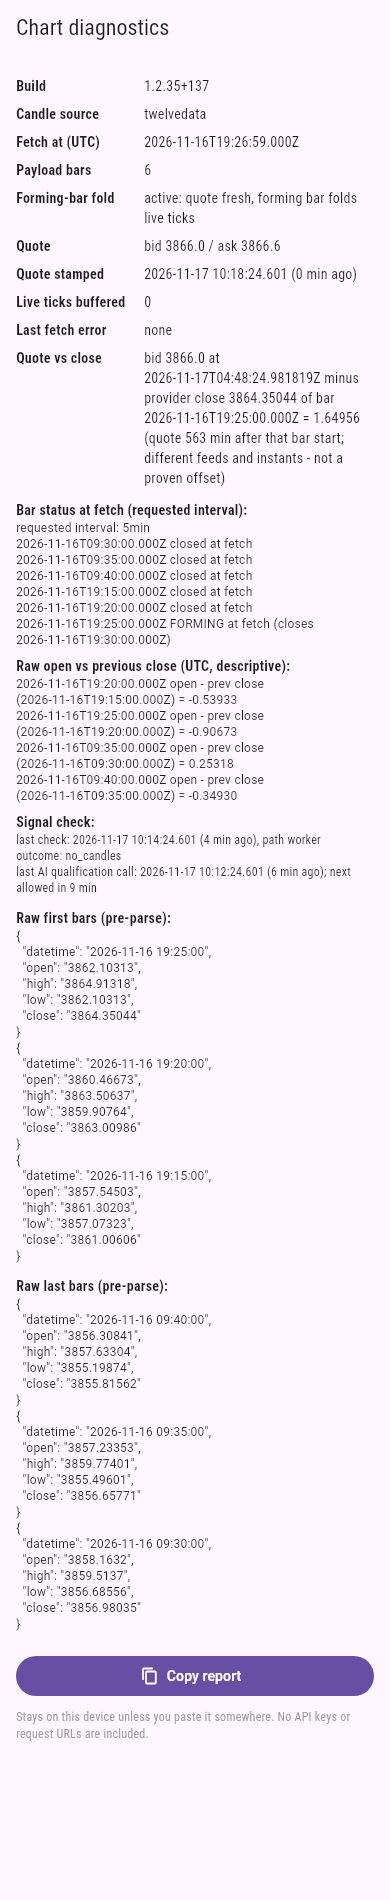 Chart diagnostics
Build 1.2.35+137
Candle source twelvedata
Fetch at (UTC) 2026-11-16T19:26:59.000Z
Payload bars 6
Forming-bar fold active: quote fresh, forming bar folds
live ticks
Quote bid 3866.0 / ask 3866.6
Quote stamped 2026-11-17 10:18:24.601 (0 min ago)
Live ticks buffered 0
Last fetch error none
Quote vs close bid 3866.0 at
2026-11-17T04:48:24.981819Z minus
provider close 3864.35044 of bar
2026-11-16T19:25:00.000Z = 1.64956
(quote 563 min after that bar start;
different feeds and instants - not a
proven offset)
Bar status at fetch (requested interval):
requested interval: 5min
2026-11-16T09:30:00.000Z closed at fetch
2026-11-16T09:35:00.000Z closed at fetch
2026-11-16T09:40:00.000Z closed at fetch
2026-11-16T19:15:00.000Z closed at fetch
2026-11-16T19:20:00.000Z closed at fetch
2026-11-16T19:25:00.000Z FORMING at fetch (closes
2026-11-16T19:30:00.000Z)
Raw open vs previous close (UTC, descriptive):
2026-11-16T19:20:00.000Z open - prev close
(2026-11-16T19:15:00.000Z) = -0.53933
2026-11-16T19:25:00.000Z open - prev close
(2026-11-16T19:20:00.000Z) = -0.90673
2026-11-16T09:35:00.000Z open - prev close
(2026-11-16T09:30:00.000Z) = 0.25318
2026-11-16T09:40:00.000Z open - prev close
(2026-11-16T09:35:00.000Z) = -0.34930
Signal check:
last check: 2026-11-17 10:14:24.601 (4 min ago), path worker
outcome: no_candles
last AI qualification call: 2026-11-17 10:12:24.601 (6 min ago); next
allowed in 9 min
Raw first bars (pre-parse):
{
"datetime": "2026-11-16 19:25:00",
"open": "3862.10313",
"high": "3864.91318",
"low": "3862.10313",
"close": "3864.35044"
}
{
"datetime": "2026-11-16 19:20:00",
"open": "3860.46673",
"high": "3863.50637",
"low": "3859.90764",
"close": "3863.00986"
}
{
"datetime": "2026-11-16 19:15:00",
"open": "3857.54503",
"high": "3861.30203",
"low": "3857.07323",
"close": "3861.00606"
}
Raw last bars (pre-parse):
{
"datetime": "2026-11-16 09:40:00",
"open": "3856.30841",
"high": "3857.63304",
"low": "3855.19874",
"close": "3855.81562"
}
{
"datetime": "2026-11-16 09:35:00",
"open": "3857.23353",
"high": "3859.77401",
"low": "3855.49601",
"close": "3856.65771"
}
{
"datetime": "2026-11-16 09:30:00",
"open": "3858.1632",
"high": "3859.5137",
"low": "3856.68556",
"close": "3856.98035"
}
Copy report
Stays on this device unless you paste it somewhere. No API keys or
request URLs are included.